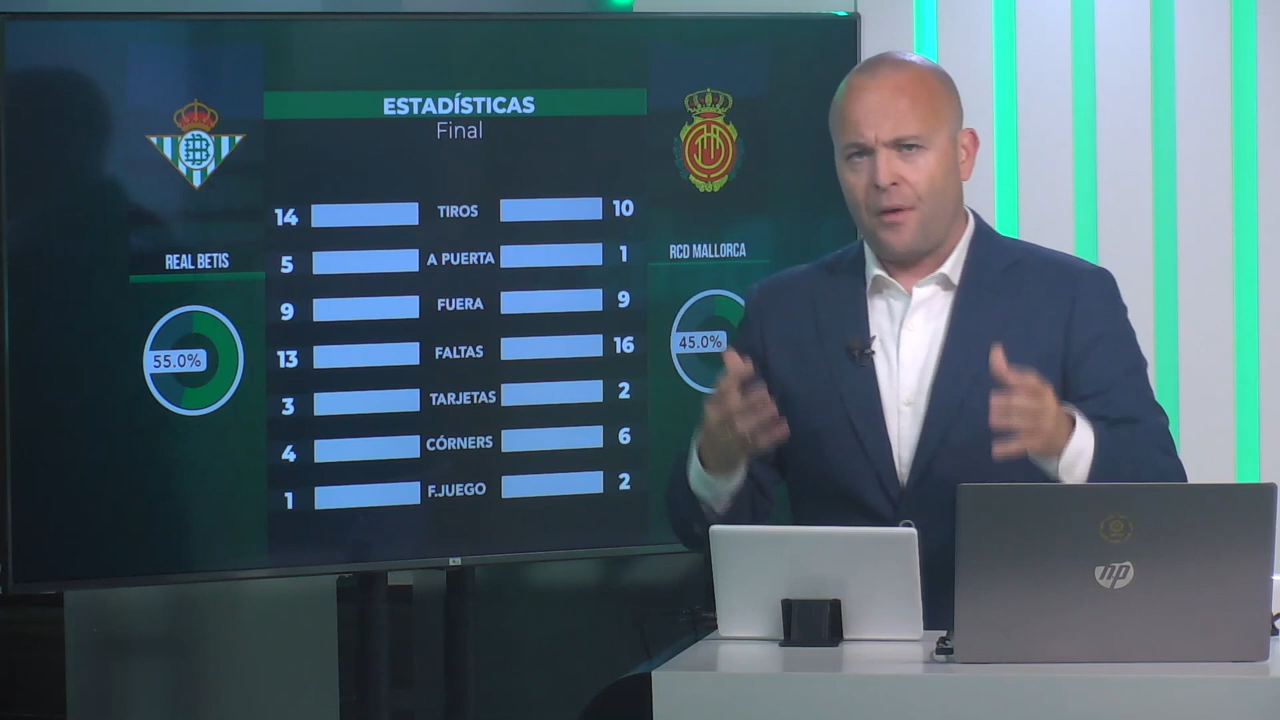 ESTADÍSTICAS
Final
14 TIROS 10
5 A PUERTA 1
REAL BETIS
RCD MALLORCA
9 FUERA 9
13 FALTAS 16
55.0%
45.0%
3 TARJETAS 2
4 CÓRNERS 6
1 F.JUEGO 2
hp